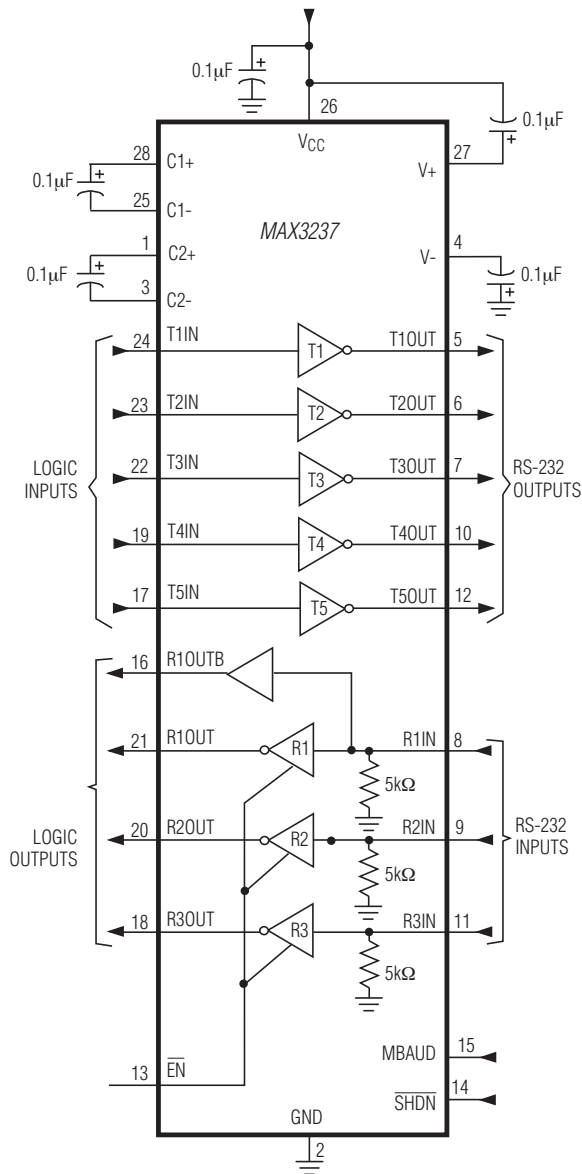 0.1μF +
26
0.1μF +
VCC
28 C1+
V+ 27
0.1μF +
25 C1-
MAX3237
1 C2+
V- 4
0.1μF +
3 C2-
0.1μF +
24 T1IN T1 T1OUT 5
23 T2IN T2 T2OUT 6
LOGIC INPUTS
22 T3IN T3 T3OUT 7
RS-232 OUTPUTS
19 T4IN T4 T4OUT 10
17 T5IN T5 T5OUT 12
16 R1OUTB
21 R1OUT R1 R1IN 8
5kΩ
LOGIC OUTPUTS
20 R2OUT R2 R2IN 9
RS-232 INPUTS
5kΩ
18 R3OUT R3 R3IN 11
5kΩ
MBAUD 15
13 EN
SHDN 14
GND
2